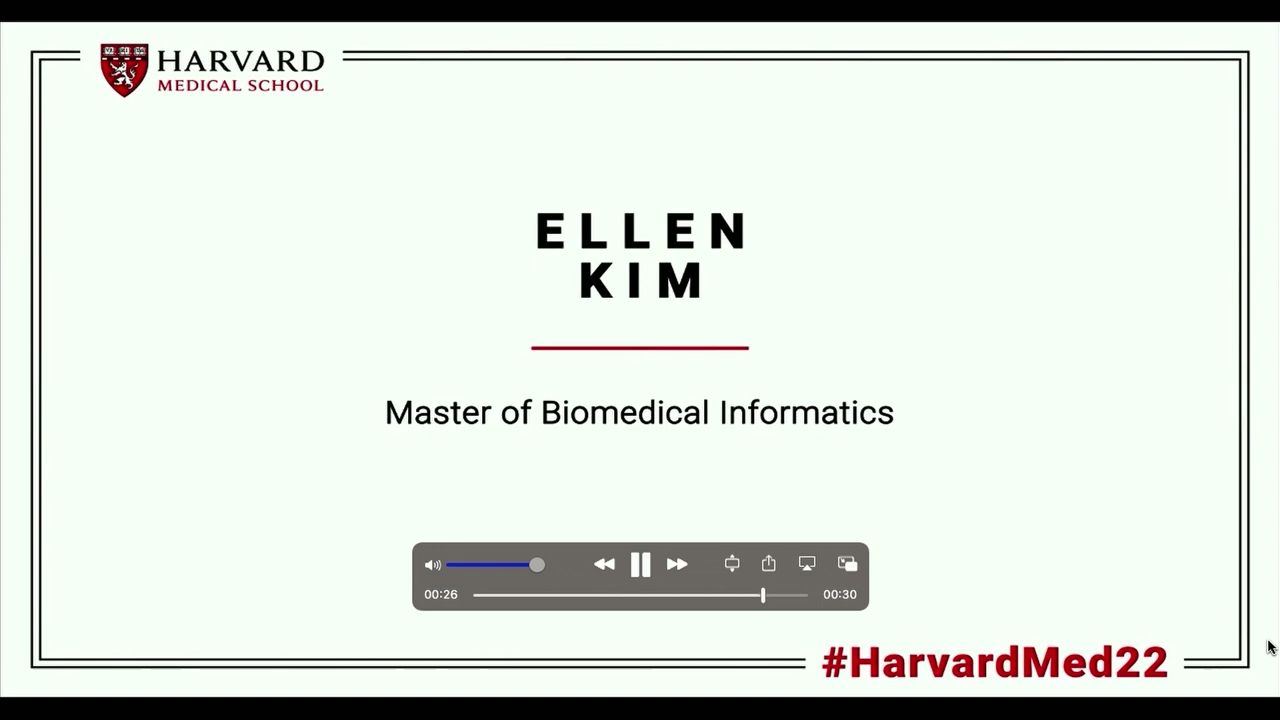 HARVARD
MEDICAL SCHOOL
ELLEN
KIM
Master of Biomedical Informatics
00:26
00:30
#HarvardMed22